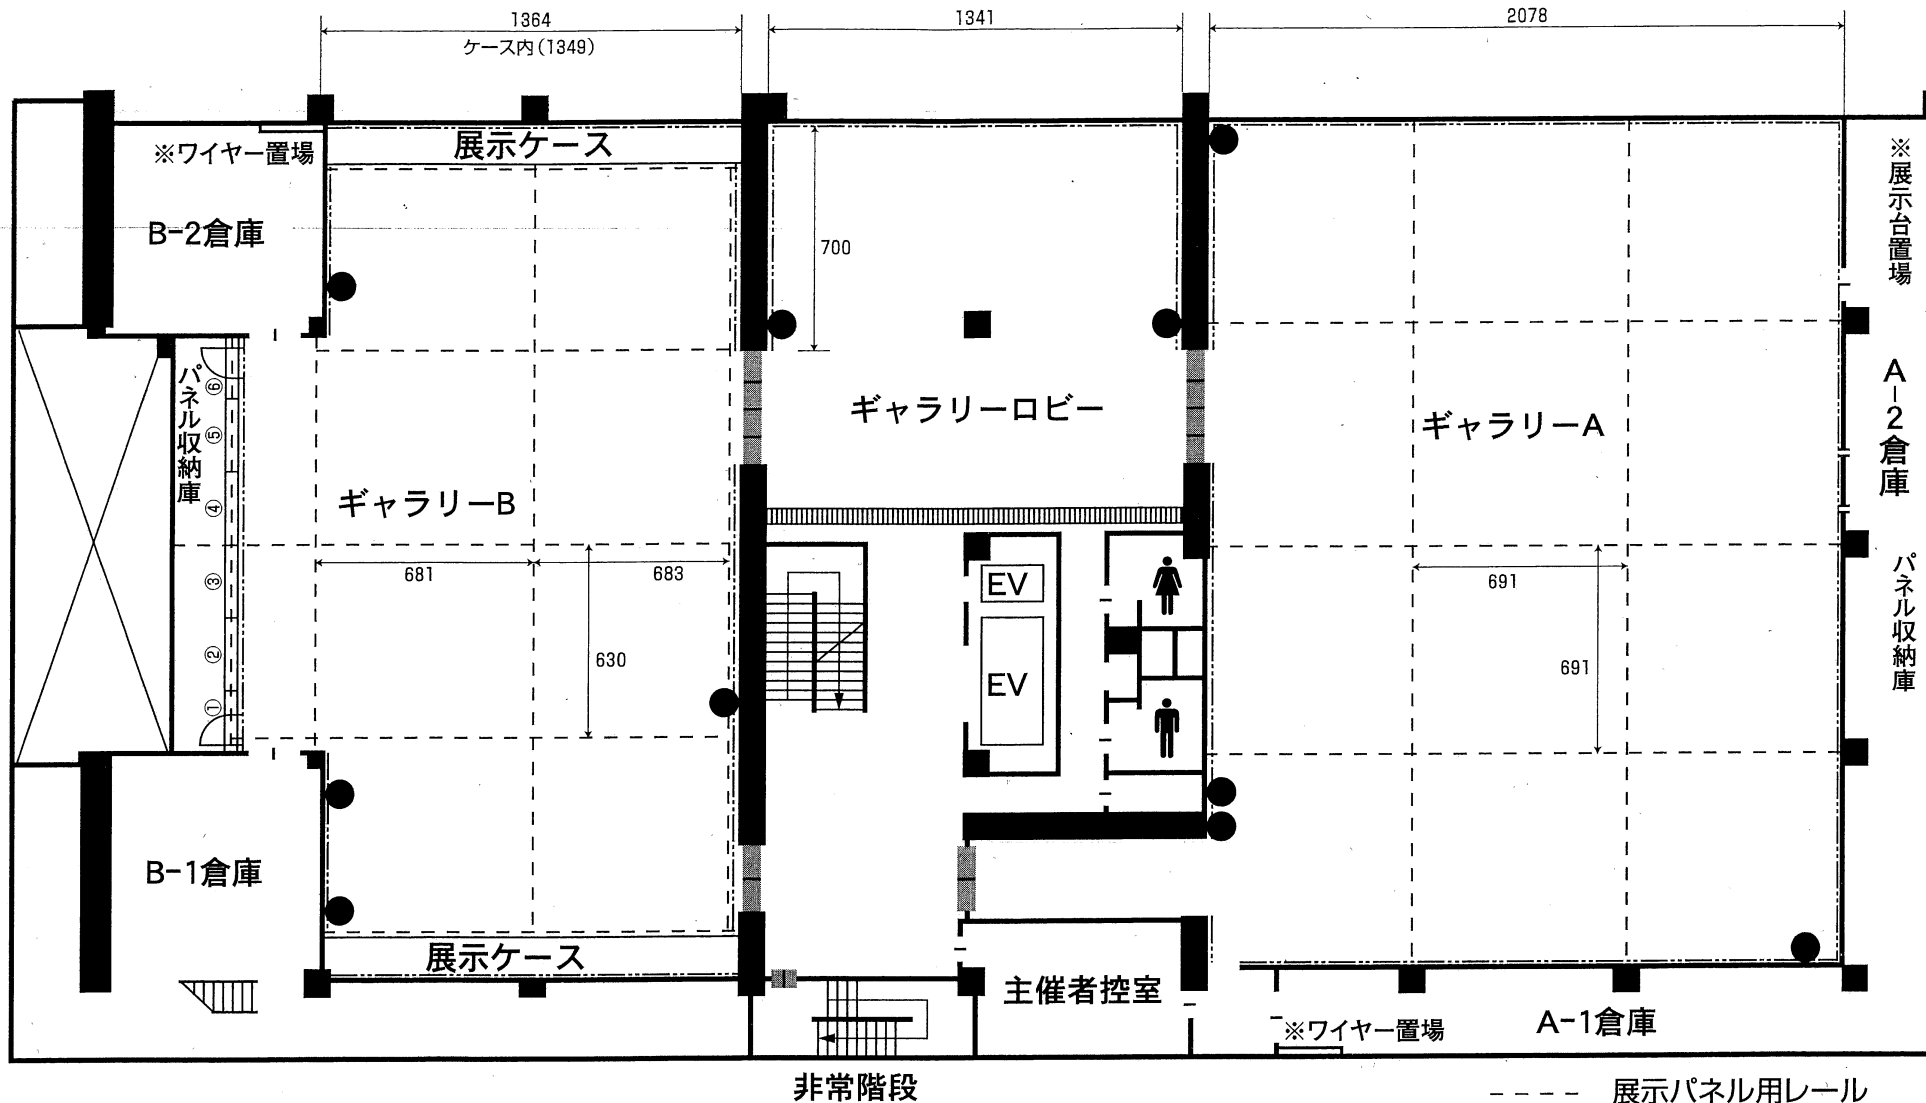 1364
ケース内(1349)
1341
2078
※ワイヤー置場
展示ケース
B-2倉庫
700
※展示台置場
パネル収納庫
⑥
⑤
④
③
②
①
ギャラリーB
ギャラリーロビー
ギャラリーA
A-2倉庫
681
683
630
EV
EV
691
691
パネル収納庫
B-1倉庫
展示ケース
主催者控室
※ワイヤー置場
A-1倉庫
非常階段
---- 展示パネル用レール